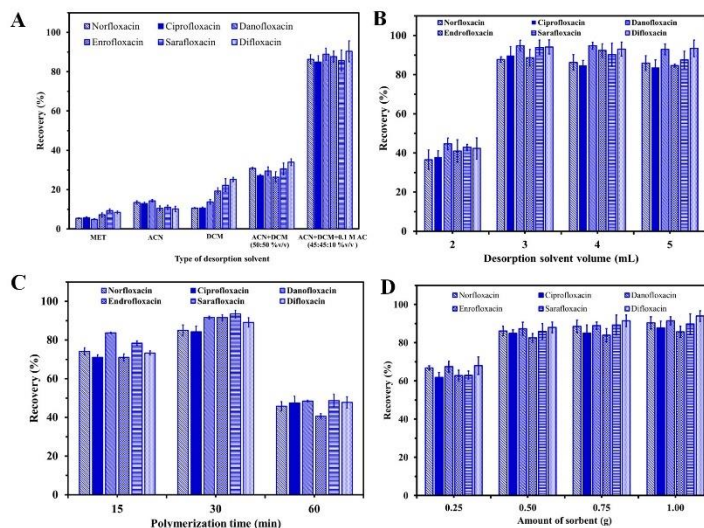 A
Norfloxacin Ciprofloxacin Danofloxacin
Enrofloxacin Sarafloxacin Difloxacin
100
80
60
40
20
0
Recovery (%)
MET ACN DCM ACN+DCM ACN+DCM+0.1 M AC
(50:50 %v/v) (45:45:10 %v/v )
Type of desorption solvent
B
Norfloxacin Ciprofloxacin Danofloxacin
Endrofloxacin Sarafloxacin Difloxacin
100
80
60
40
20
0
Recovery (%)
2 3 4 5
Desorption solvent volume (mL)
C
Norfloxacin Ciprofloxacin Danofloxacin
Endrofloxacin Sarafloxacin Difloxacin
100
80
60
40
20
0
Recovery (%)
15 30 60
Polymerization time (min)
D
Norfloxacin Ciprofloxacin Danofloxacin
Enrofloxacin Sarafloxacin Difloxacin
100
80
60
40
20
0
Recovery (%)
0.25 0.50 0.75 1.00
Amount of sorbent (g)